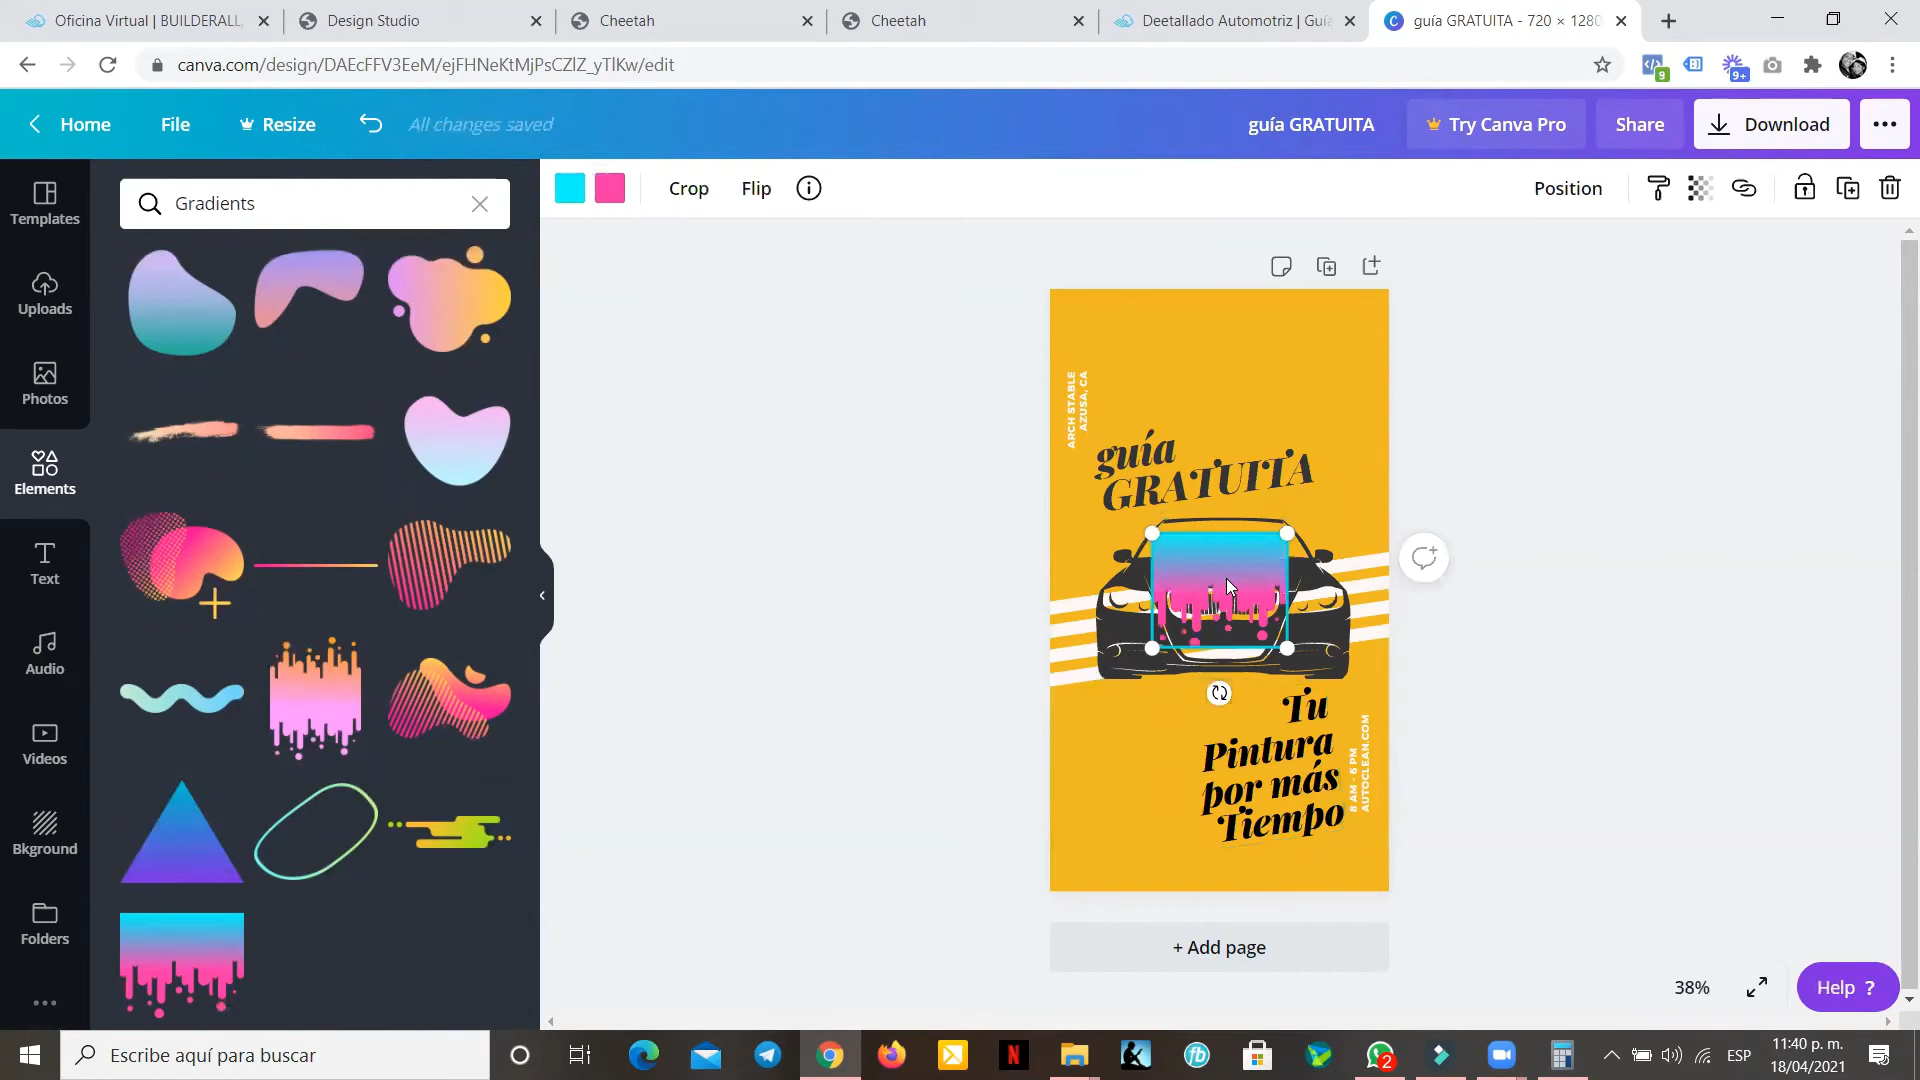 Oficina Virtual | BUILDERALL
Design Studio
Cheetah
Cheetah
Deetallado Automotriz | Guía
guía GRATUITA - 720 × 1280
canva.com/design/DAEcFFV3EeM/ejFHNeKtMjPsCZlZ_yTlKw/edit
9
9+
Home
File
Resize
All changes saved
guía GRATUITA
Try Canva Pro
Share
Download
Templates
Uploads
Photos
Elements
Text
Audio
Videos
Bkground
Folders
Gradients
Crop
Flip
Position
ARCH STABLE
AZUSA, CA
guía
GRATUITA
Tu
Pintura
por más
Tiempo
8 AM - 6 PM
AUTOCLEAN.COM
+ Add page
38%
Help ?
Escribe aquí para buscar
N
fb
2
ESP
11:40 p. m.
18/04/2021